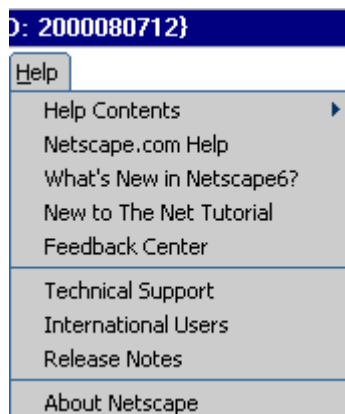 D: 2000080712}
Help
Help Contents
Netscape.com Help
What's New in Netscape6?
New to The Net Tutorial
Feedback Center
Technical Support
International Users
Release Notes
About Netscape